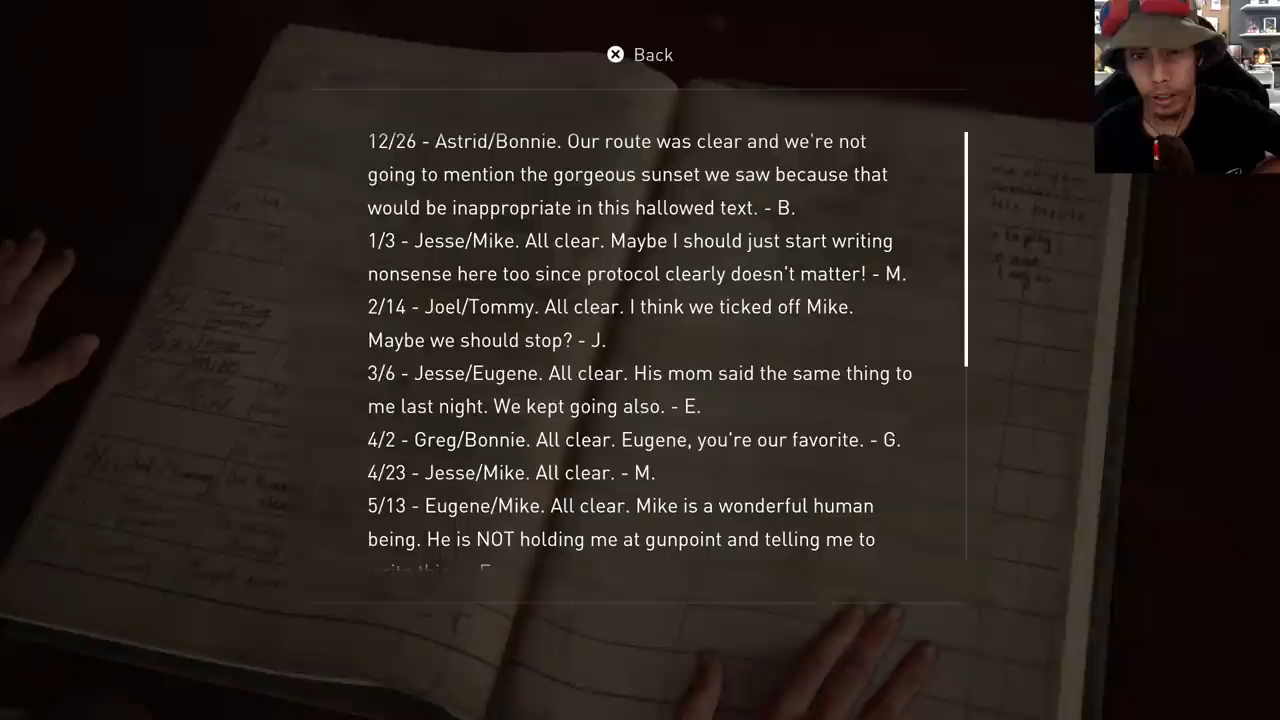 Back
12/26 - Astrid/Bonnie. Our route was clear and we're not
going to mention the gorgeous sunset we saw because that
would be inappropriate in this hallowed text. - B.
1/3 - Jesse/Mike. All clear. Maybe I should just start writing
nonsense here too since protocol clearly doesn't matter! - M.
2/14 - Joel/Tommy. All clear. I think we ticked off Mike.
Maybe we should stop? - J.
3/6 - Jesse/Eugene. All clear. His mom said the same thing to
me last night. We kept going also. - E.
4/2 - Greg/Bonnie. All clear. Eugene, you're our favorite. - G.
4/23 - Jesse/Mike. All clear. - M.
5/13 - Eugene/Mike. All clear. Mike is a wonderful human
being. He is NOT holding me at gunpoint and telling me to